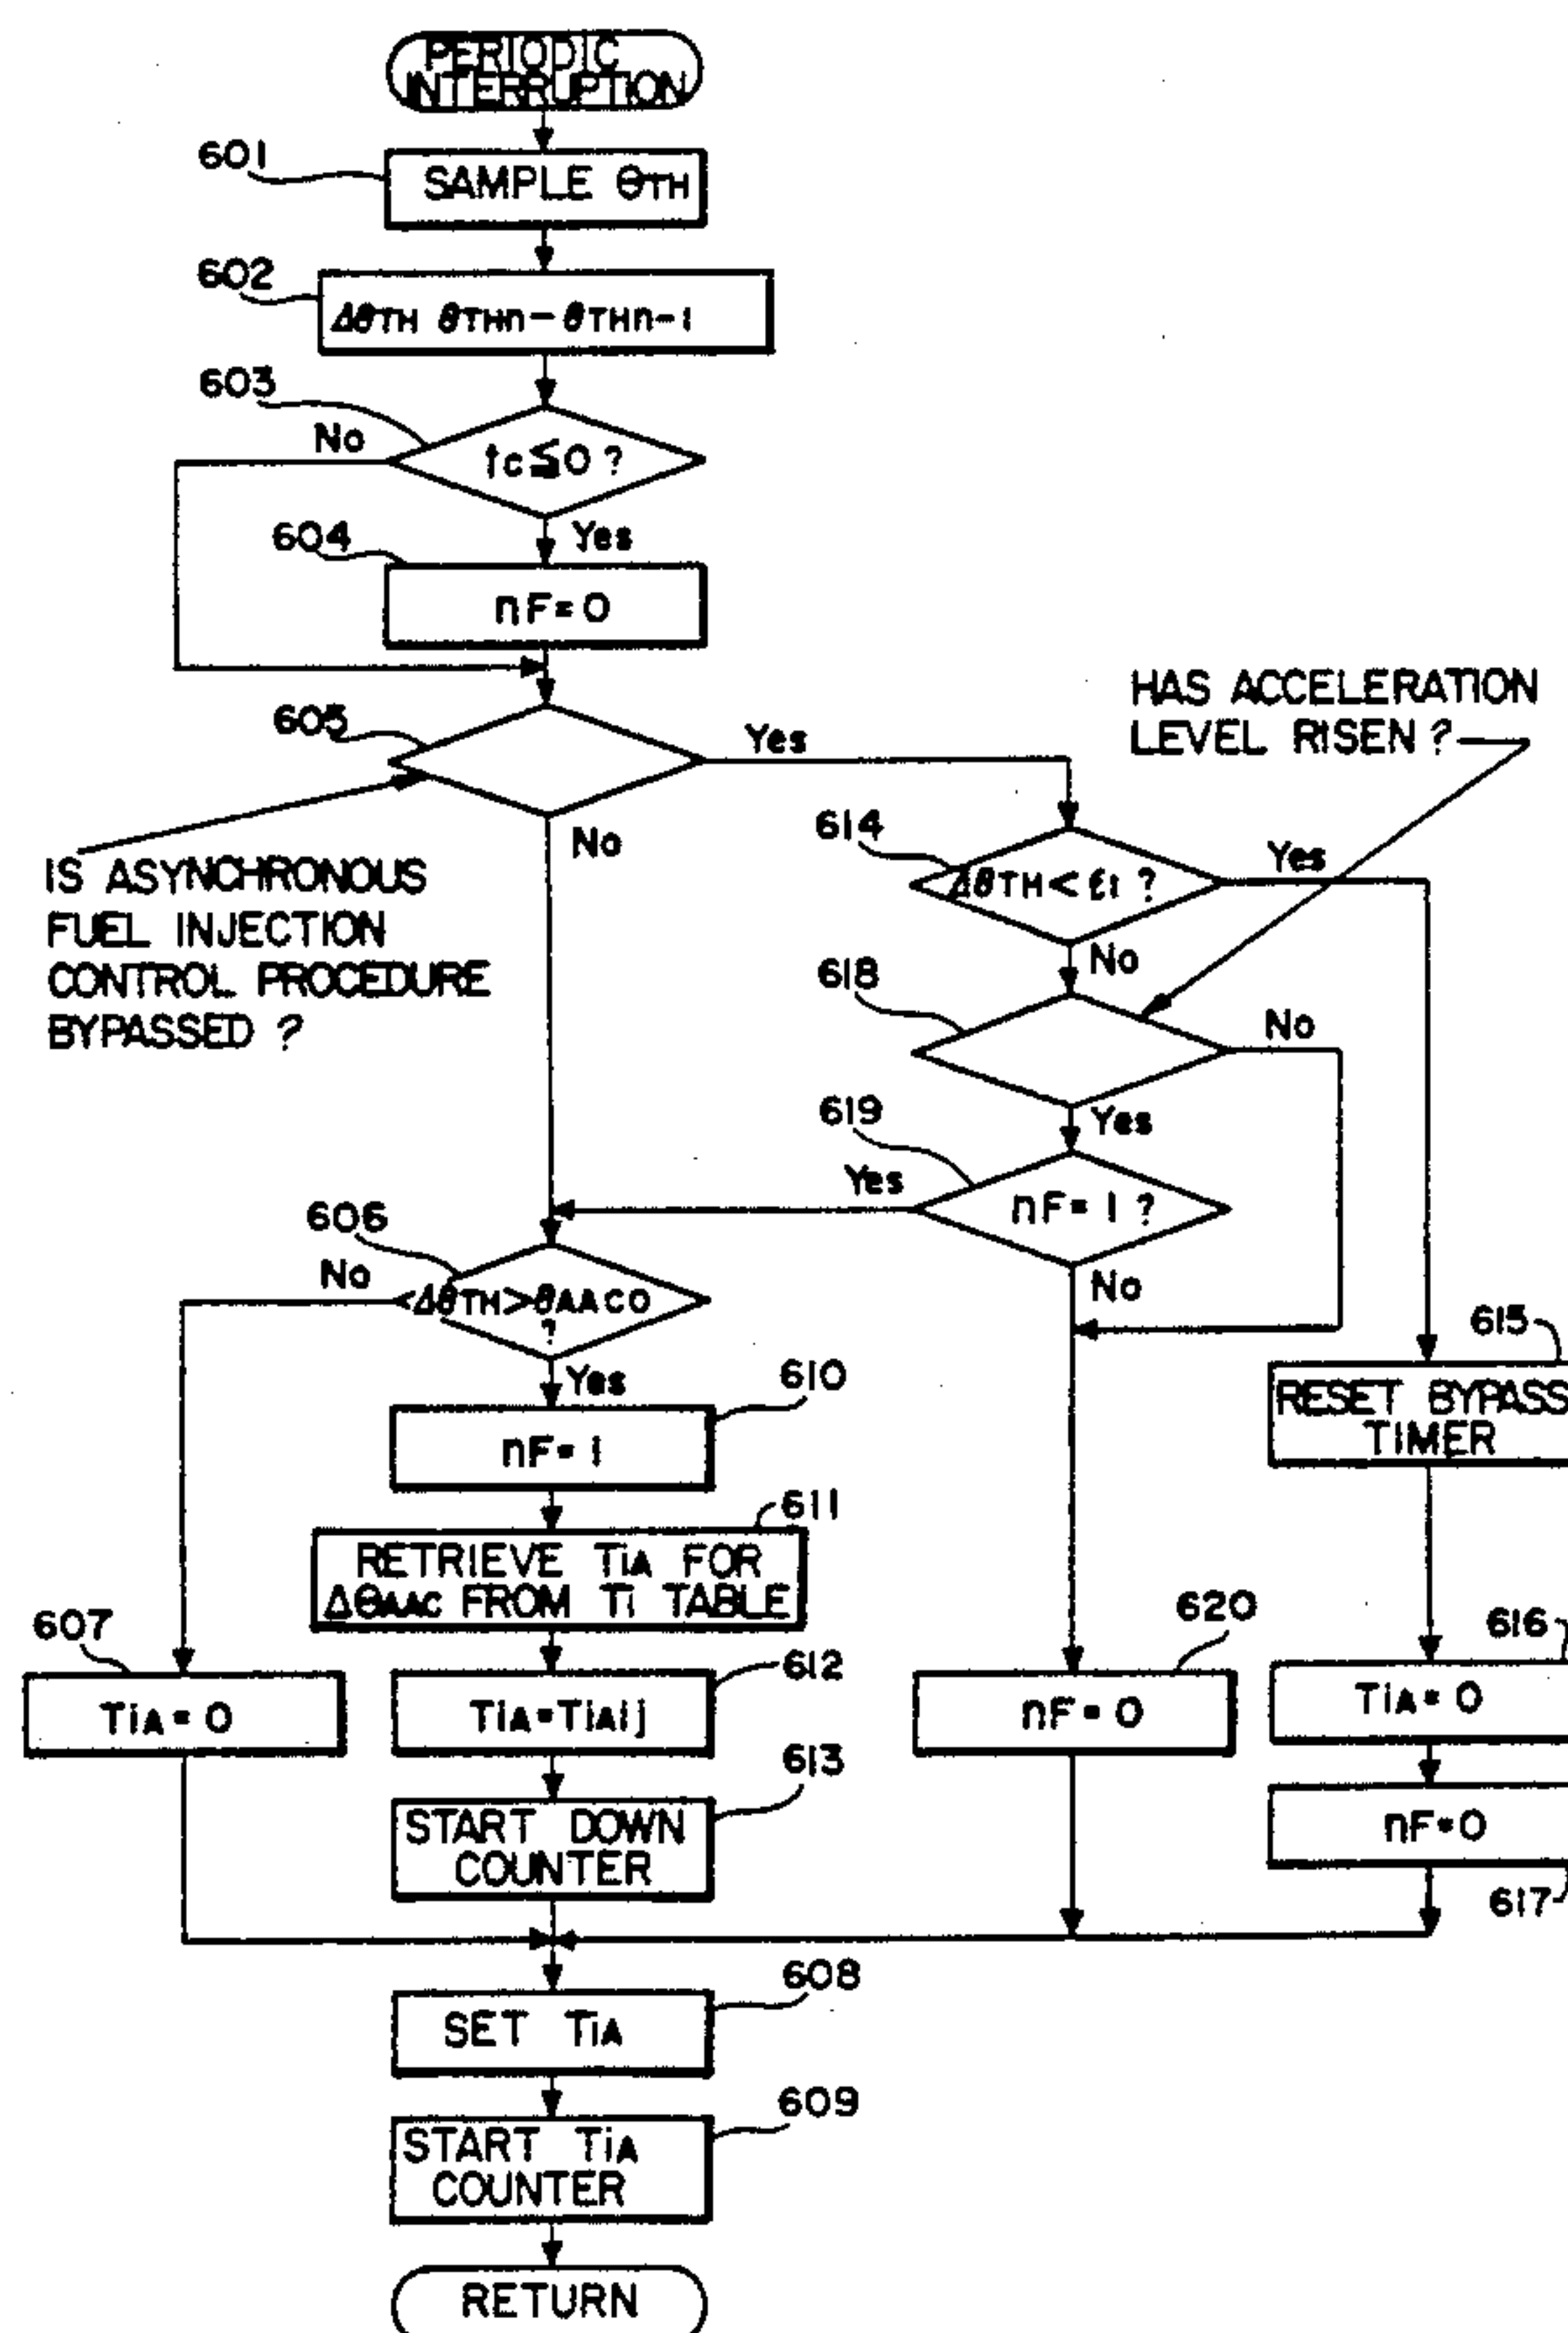 PERIODIC
INTERRUPTION
601
SAMPLE θTH
602
ΔθTH θTHn-θTHn-1
603
No
tc≦0 ?
604
Yes
nF=0
605
Yes
No
IS ASYNCHRONOUS
FUEL INJECTION
CONTROL PROCEDURE
BYPASSED ?
HAS ACCELERATION
LEVEL RISEN ?
614
Yes
ΔθTH<ε1 ?
No
618
No
Yes
619
Yes
nF=1 ?
No
606
No
<ΔθTH>θAACO
?
Yes
610
nF=1
611
RETRIEVE TiA FOR
ΔθAAC FROM Ti TABLE
607
TiA=0
612
TiA=TiAij
613
START DOWN
COUNTER
620
nF=0
615
RESET BYPASS
TIMER
616
TiA=0
nF=0
617
608
SET TiA
609
START TiA
COUNTER
RETURN